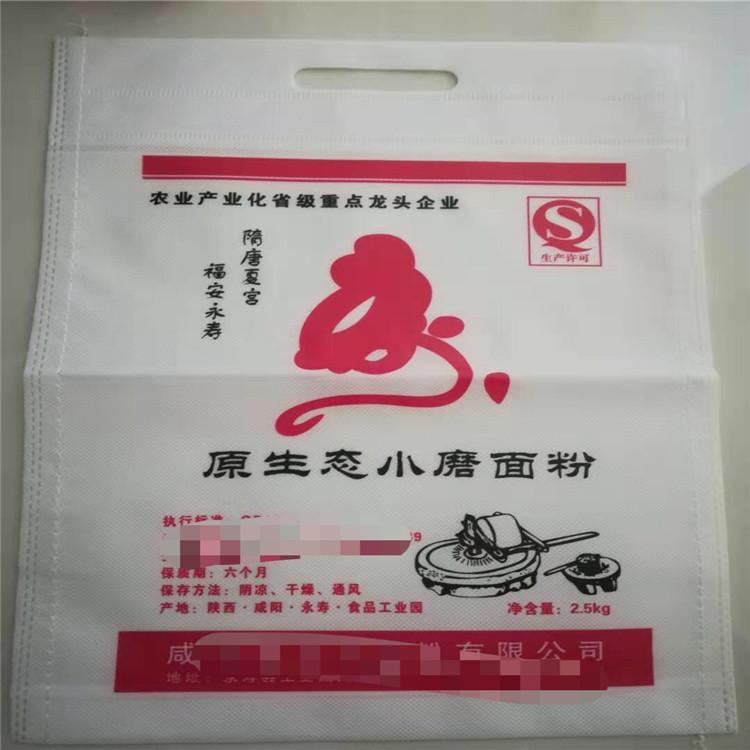 农业产业化省级重点龙头企业
隋唐夏宫
福安永寿
QS
生产许可
原生态小磨面粉
执行标准:
保质期:六个月
保存方法:阴凉、干燥、通风
产地:陕西·咸阳·永寿·食品工业园
净含量:2.5kg
咸 有限公司
地址: